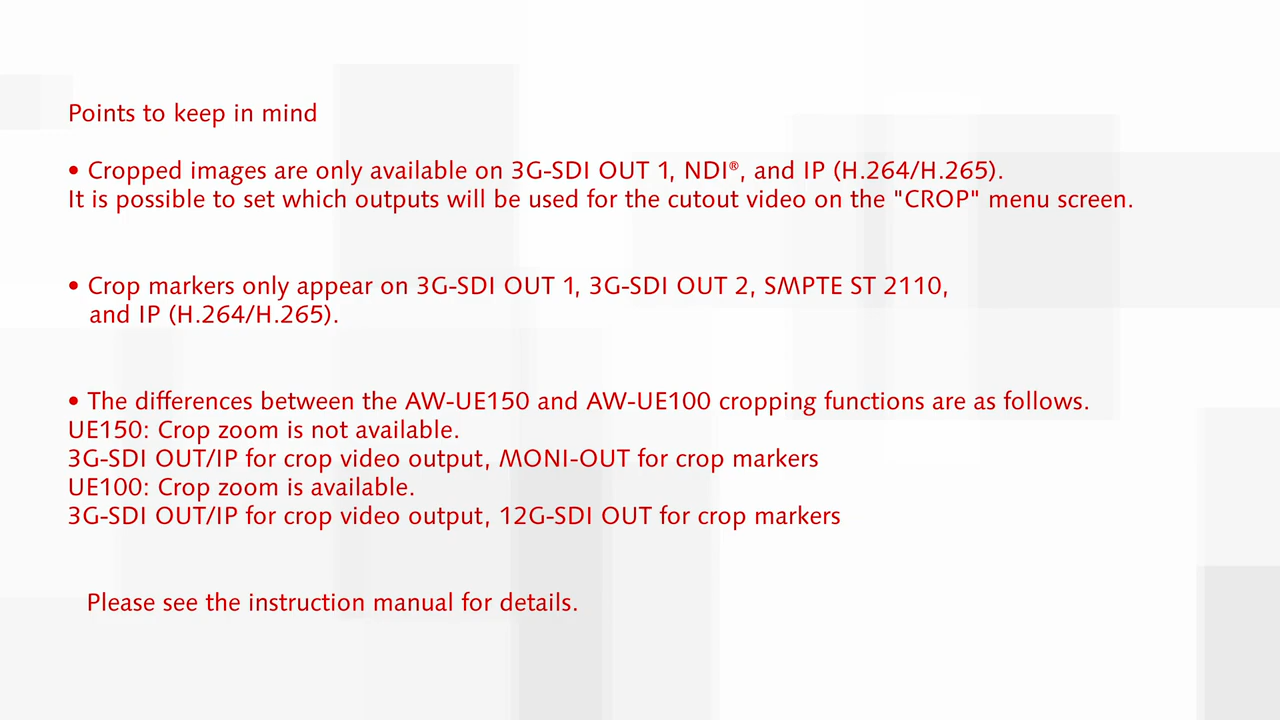 Points to keep in mind
• Cropped images are only available on 3G-SDI OUT 1, NDI®, and IP (H.264/H.265).
It is possible to set which outputs will be used for the cutout video on the "CROP" menu screen.
• Crop markers only appear on 3G-SDI OUT 1, 3G-SDI OUT 2, SMPTE ST 2110,
and IP (H.264/H.265).
• The differences between the AW-UE150 and AW-UE100 cropping functions are as follows.
UE150: Crop zoom is not available.
3G-SDI OUT/IP for crop video output, MONI-OUT for crop markers
UE100: Crop zoom is available.
3G-SDI OUT/IP for crop video output, 12G-SDI OUT for crop markers
Please see the instruction manual for details.